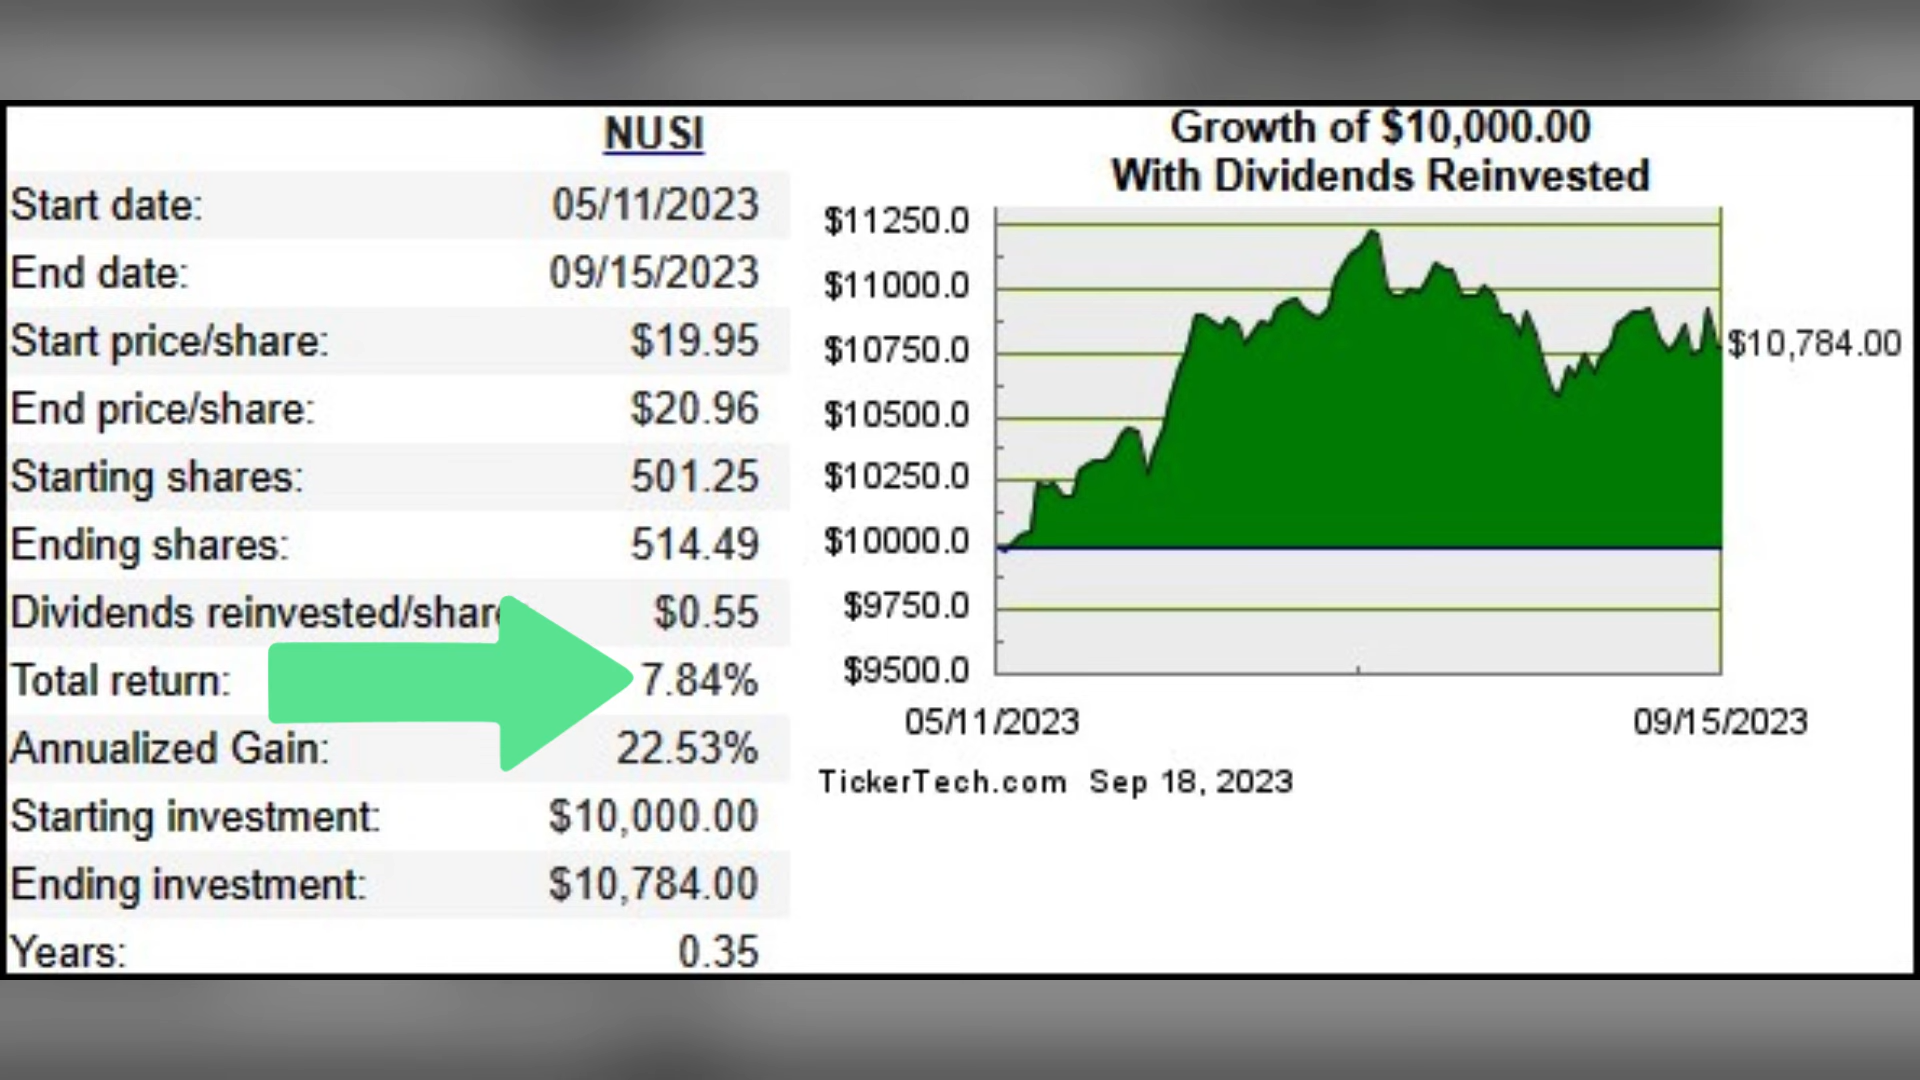 NUSI
Start date: 05/11/2023
End date: 09/15/2023
Start price/share: $19.95
End price/share: $20.96
Starting shares: 501.25
Ending shares: 514.49
Dividends reinvested/share $0.55
Total return: 7.84%
Annualized Gain: 22.53%
Starting investment: $10,000.00
Ending investment: $10,784.00
Years: 0.35
Growth of $10,000.00
With Dividends Reinvested
$11250.0
$11000.0
$10750.0
$10,784.00
$10500.0
$10250.0
$10000.0
$9750.0
$9500.0
05/11/2023 09/15/2023
TickerTech.com Sep 18, 2023